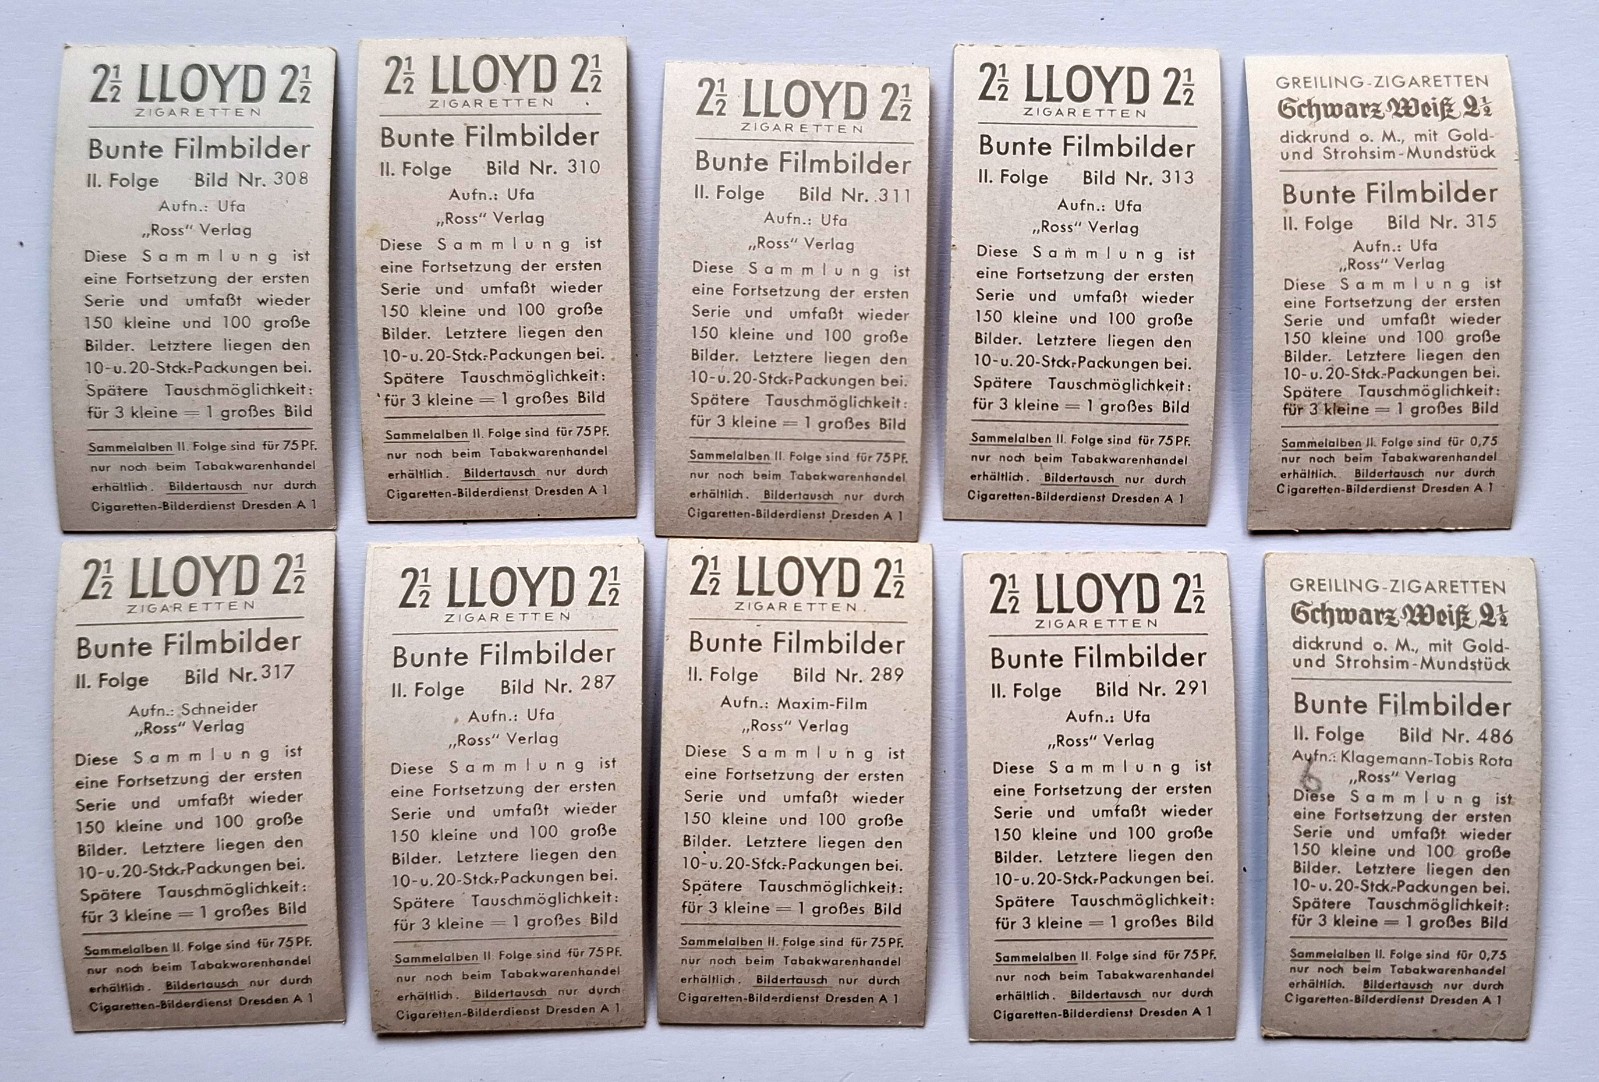 2½ LLOYD 2½
ZIGARETTEN
Bunte Filmbilder
II. Folge Bild Nr. 308
Aufn.: Ufa
„Ross“ Verlag
Diese Sammlung ist
eine Fortsetzung der ersten
Serie und umfaßt wieder
150 kleine und 100 große
Bilder. Letztere liegen den
10-u.20-Stck-Packungen bei.
Spätere Tauschmöglichkeit:
für 3 kleine = 1 großes Bild
Sammelalben II. Folge sind für 75 PF.
nur noch beim Tabakwarenhandel
erhältlich. Bildertausch nur durch
Cigaretten-Bilderdienst Dresden A 1
2½ LLOYD 2½
ZIGARETTEN
Bunte Filmbilder
II. Folge Bild Nr. 310
Aufn.: Ufa
„Ross“ Verlag
Diese Sammlung ist
eine Fortsetzung der ersten
Serie und umfaßt wieder
150 kleine und 100 große
Bilder. Letztere liegen den
10-u.20-Stck-Packungen bei.
Spätere Tauschmöglichkeit:
für 3 kleine = 1 großes Bild
Sammelalben II. Folge sind für 75 PF.
nur noch beim Tabakwarenhandel
erhältlich. Bildertausch nur durch
Cigaretten-Bilderdienst Dresden A 1
2½ LLOYD 2½
ZIGARETTEN
Bunte Filmbilder
II. Folge Bild Nr. 311
Aufn.: Ufa
„Ross“ Verlag
Diese Sammlung ist
eine Fortsetzung der ersten
Serie und umfaßt wieder
150 kleine und 100 große
Bilder. Letztere liegen den
10-u.20-Stck-Packungen bei.
Spätere Tauschmöglichkeit:
für 3 kleine = 1 großes Bild
Sammelalben II. Folge sind für 75 PF.
nur noch beim Tabakwarenhandel
erhältlich. Bildertausch nur durch
Cigaretten-Bilderdienst Dresden A 1
2½ LLOYD 2½
ZIGARETTEN
Bunte Filmbilder
II. Folge Bild Nr. 313
Aufn.: Ufa
„Ross“ Verlag
Diese Sammlung ist
eine Fortsetzung der ersten
Serie und umfaßt wieder
150 kleine und 100 große
Bilder. Letztere liegen den
10-u.20-Stck-Packungen bei.
Spätere Tauschmöglichkeit:
für 3 kleine = 1 großes Bild
Sammelalben II. Folge sind für 75 PF.
nur noch beim Tabakwarenhandel
erhältlich. Bildertausch nur durch
Cigaretten-Bilderdienst Dresden A 1
GREILING-ZIGARETTEN
Schwarz-Weiß 2½
dickrund o. M., mit Gold-
und Strohsim-Mundstück
Bunte Filmbilder
II. Folge Bild Nr. 315
Aufn.: Ufa
„Ross“ Verlag
Diese Sammlung ist
eine Fortsetzung der ersten
Serie und umfaßt wieder
150 kleine und 100 große
Bilder. Letztere liegen den
10-u. 20-Stck-Packungen bei.
Spätere Tauschmöglichkeit:
für 3 kleine = 1 großes Bild
Sammelalben II. Folge sind für 0,75
nur noch beim Tabakwarenhandel
erhältlich. Bildertausch nur durch
Cigaretten-Bilderdienst Dresden A 1
2½ LLOYD 2½
ZIGARETTEN
Bunte Filmbilder
II. Folge Bild Nr. 317
Aufn.: Schneider
„Ross“ Verlag
Diese Sammlung ist
eine Fortsetzung der ersten
Serie und umfaßt wieder
150 kleine und 100 große
Bilder. Letztere liegen den
10-u.20-Stck-Packungen bei.
Spätere Tauschmöglichkeit:
für 3 kleine = 1 großes Bild
Sammelalben II. Folge sind für 75 PF.
nur noch beim Tabakwarenhandel
erhältlich. Bildertausch nur durch
Cigaretten-Bilderdienst Dresden A 1
2½ LLOYD 2½
ZIGARETTEN
Bunte Filmbilder
II. Folge Bild Nr. 287
Aufn.: Ufa
„Ross“ Verlag
Diese Sammlung ist
eine Fortsetzung der ersten
Serie und umfaßt wieder
150 kleine und 100 große
Bilder. Letztere liegen den
10-u.20-Stck-Packungen bei.
Spätere Tauschmöglichkeit:
für 3 kleine = 1 großes Bild
Sammelalben II. Folge sind für 75 PF.
nur noch beim Tabakwarenhandel
erhältlich. Bildertausch nur durch
Cigaretten-Bilderdienst Dresden A 1
2½ LLOYD 2½
ZIGARETTEN
Bunte Filmbilder
II. Folge Bild Nr. 289
Aufn.: Maxim-Film
„Ross“ Verlag
Diese Sammlung ist
eine Fortsetzung der ersten
Serie und umfaßt wieder
150 kleine und 100 große
Bilder. Letztere liegen den
10-u.20-Stck-Packungen bei.
Spätere Tauschmöglichkeit:
für 3 kleine = 1 großes Bild
Sammelalben II. Folge sind für 75 PF.
nur noch beim Tabakwarenhandel
erhältlich. Bildertausch nur durch
Cigaretten-Bilderdienst Dresden A 1
2½ LLOYD 2½
ZIGARETTEN
Bunte Filmbilder
II. Folge Bild Nr. 291
Aufn.: Ufa
„Ross“ Verlag
Diese Sammlung ist
eine Fortsetzung der ersten
Serie und umfaßt wieder
150 kleine und 100 große
Bilder. Letztere liegen den
10-u.20-Stck-Packungen bei.
Spätere Tauschmöglichkeit:
für 3 kleine = 1 großes Bild
Sammelalben II. Folge sind für 75 PF.
nur noch beim Tabakwarenhandel
erhältlich. Bildertausch nur durch
Cigaretten-Bilderdienst Dresden A 1
GREILING-ZIGARETTEN
Schwarz-Weiß 2½
dickrund o. M., mit Gold-
und Strohsim-Mundstück
Bunte Filmbilder
II. Folge Bild Nr. 486
Aufn.: Klagemann-Tobis Rota
6
„Ross“ Verlag
Diese Sammlung ist
eine Fortsetzung der ersten
Serie und umfaßt wieder
150 kleine und 100 große
Bilder. Letztere liegen den
10-u. 20-Stck-Packungen bei.
Spätere Tauschmöglichkeit:
für 3 kleine = 1 großes Bild
Sammelalben II. Folge sind für 0,75
nur noch beim Tabakwarenhandel
erhältlich. Bildertausch nur durch
Cigaretten-Bilderdienst Dresden A 1